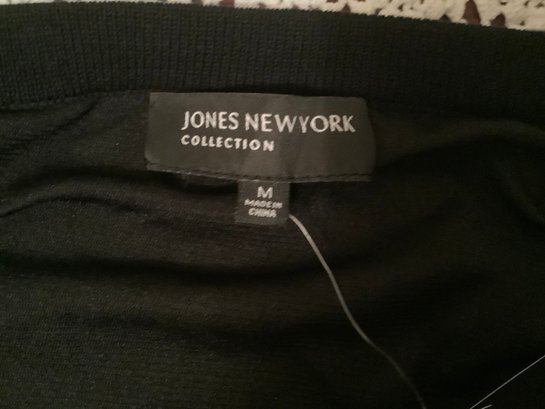 JONES NEWYORK
COLLECTION
M
MADE IN
CHINA